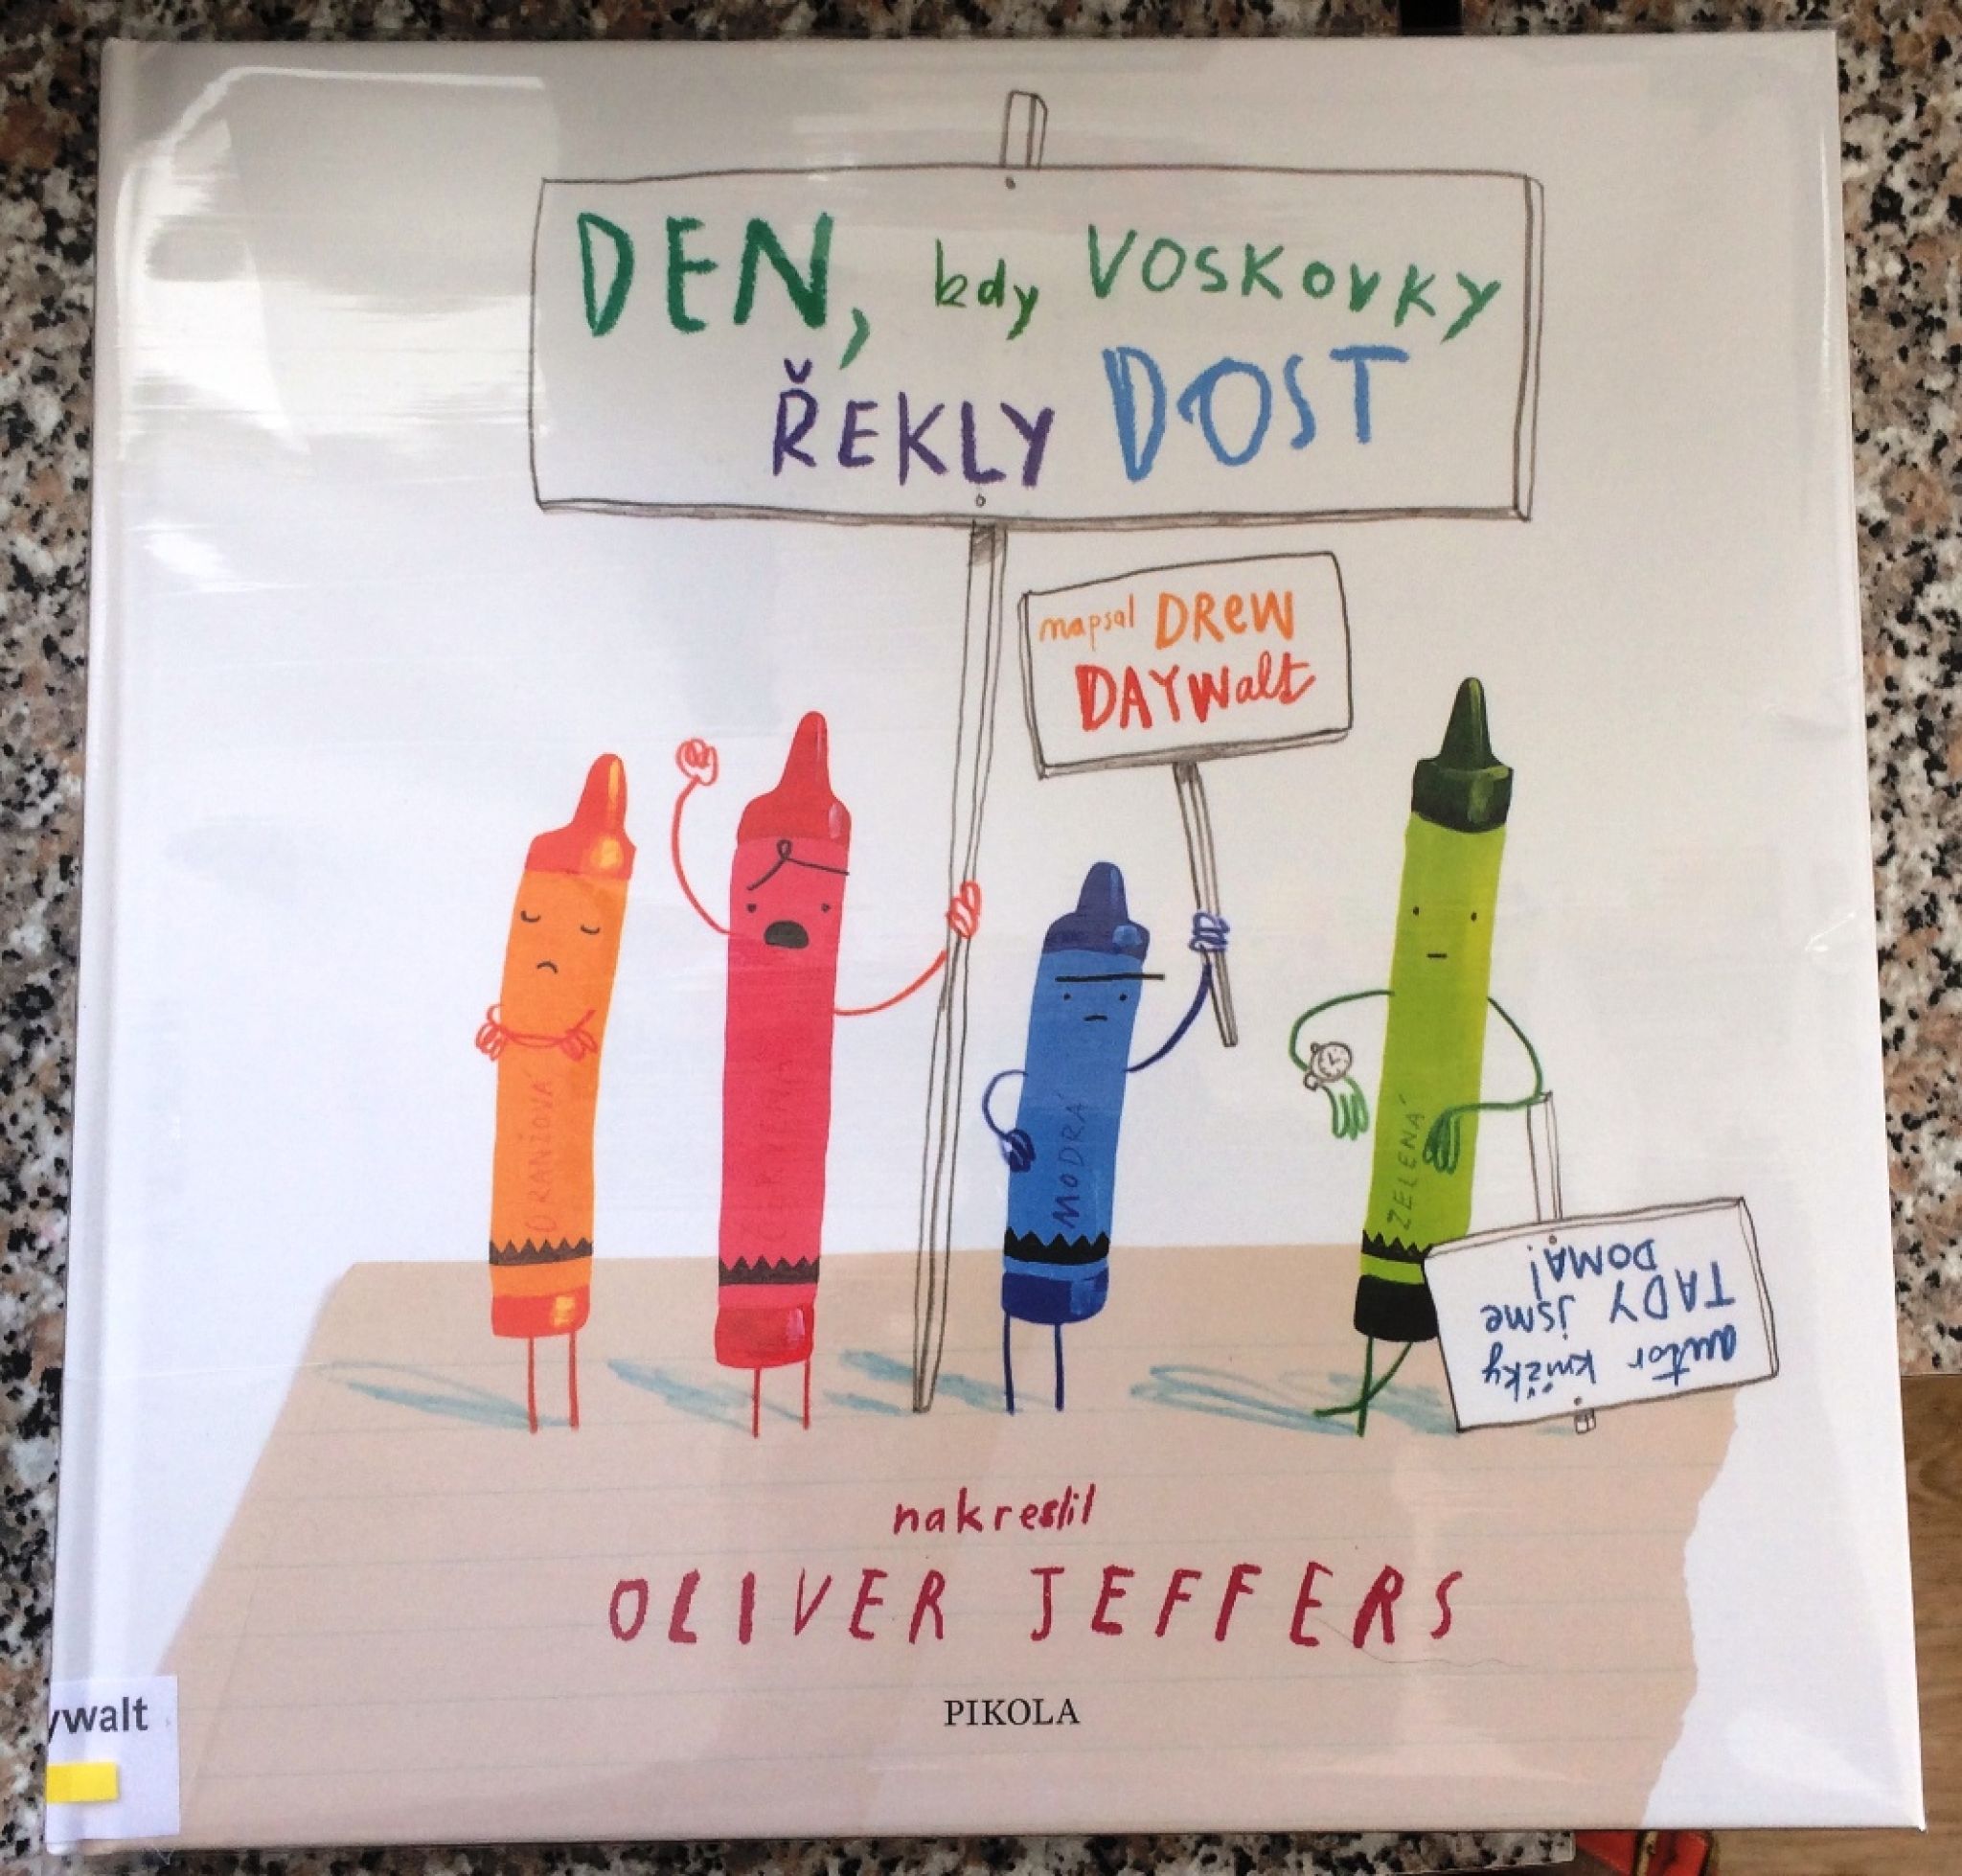 DEN, kdy VOSKOVKY
ŘEKLY DOST
napsal DREW
DAYWalt
ORANŽOVÁ
ČERVENÁ
MODRÁ
ZELENÁ
autor knížky
TADY jsme
DOMA!
nakreslil
OLIVER JEFFERS
PIKOLA
ywalt